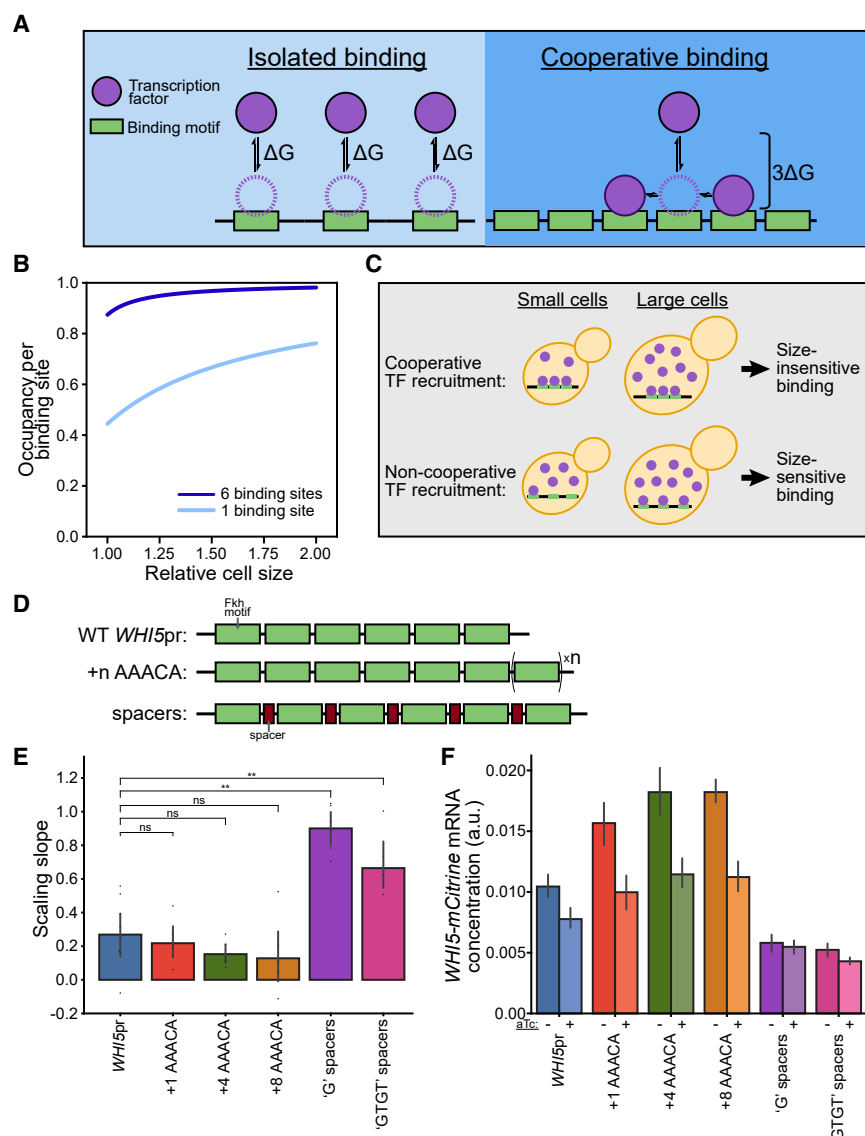 A
Isolated binding
Cooperative binding
Transcription
factor
Binding motif
ΔG
ΔG
ΔG
3ΔG
B
Occupancy per
binding site
1.0
0.8
0.6
0.4
0.2
0.0
6 binding sites
1 binding site
1.00
1.25
1.50
1.75
2.00
Relative cell size
C
Small cells
Large cells
Cooperative
TF recruitment:
Size-
insensitive
binding
Non-cooperative
TF recruitment:
Size-
sensitive
binding
D
Fkh
motif
WT WHI5pr:
+n AAACA:
xn
spacers:
spacer
E
Scaling slope
1.2
1.0
0.8
0.6
0.4
0.2
0.0
-0.2
**
**
ns
ns
ns
WHI5pr
+1 AAACA
+4 AAACA
+8 AAACA
'G' spacers
'GTGT' spacers
F
WHI5-mCitrine mRNA
concentration (a.u.)
0.020
0.015
0.010
0.005
0.000
aTc: - + - + - + - + - + - +
WHI5pr
+1 AAACA
+4 AAACA
+8 AAACA
'G' spacers
GTGT' spacers